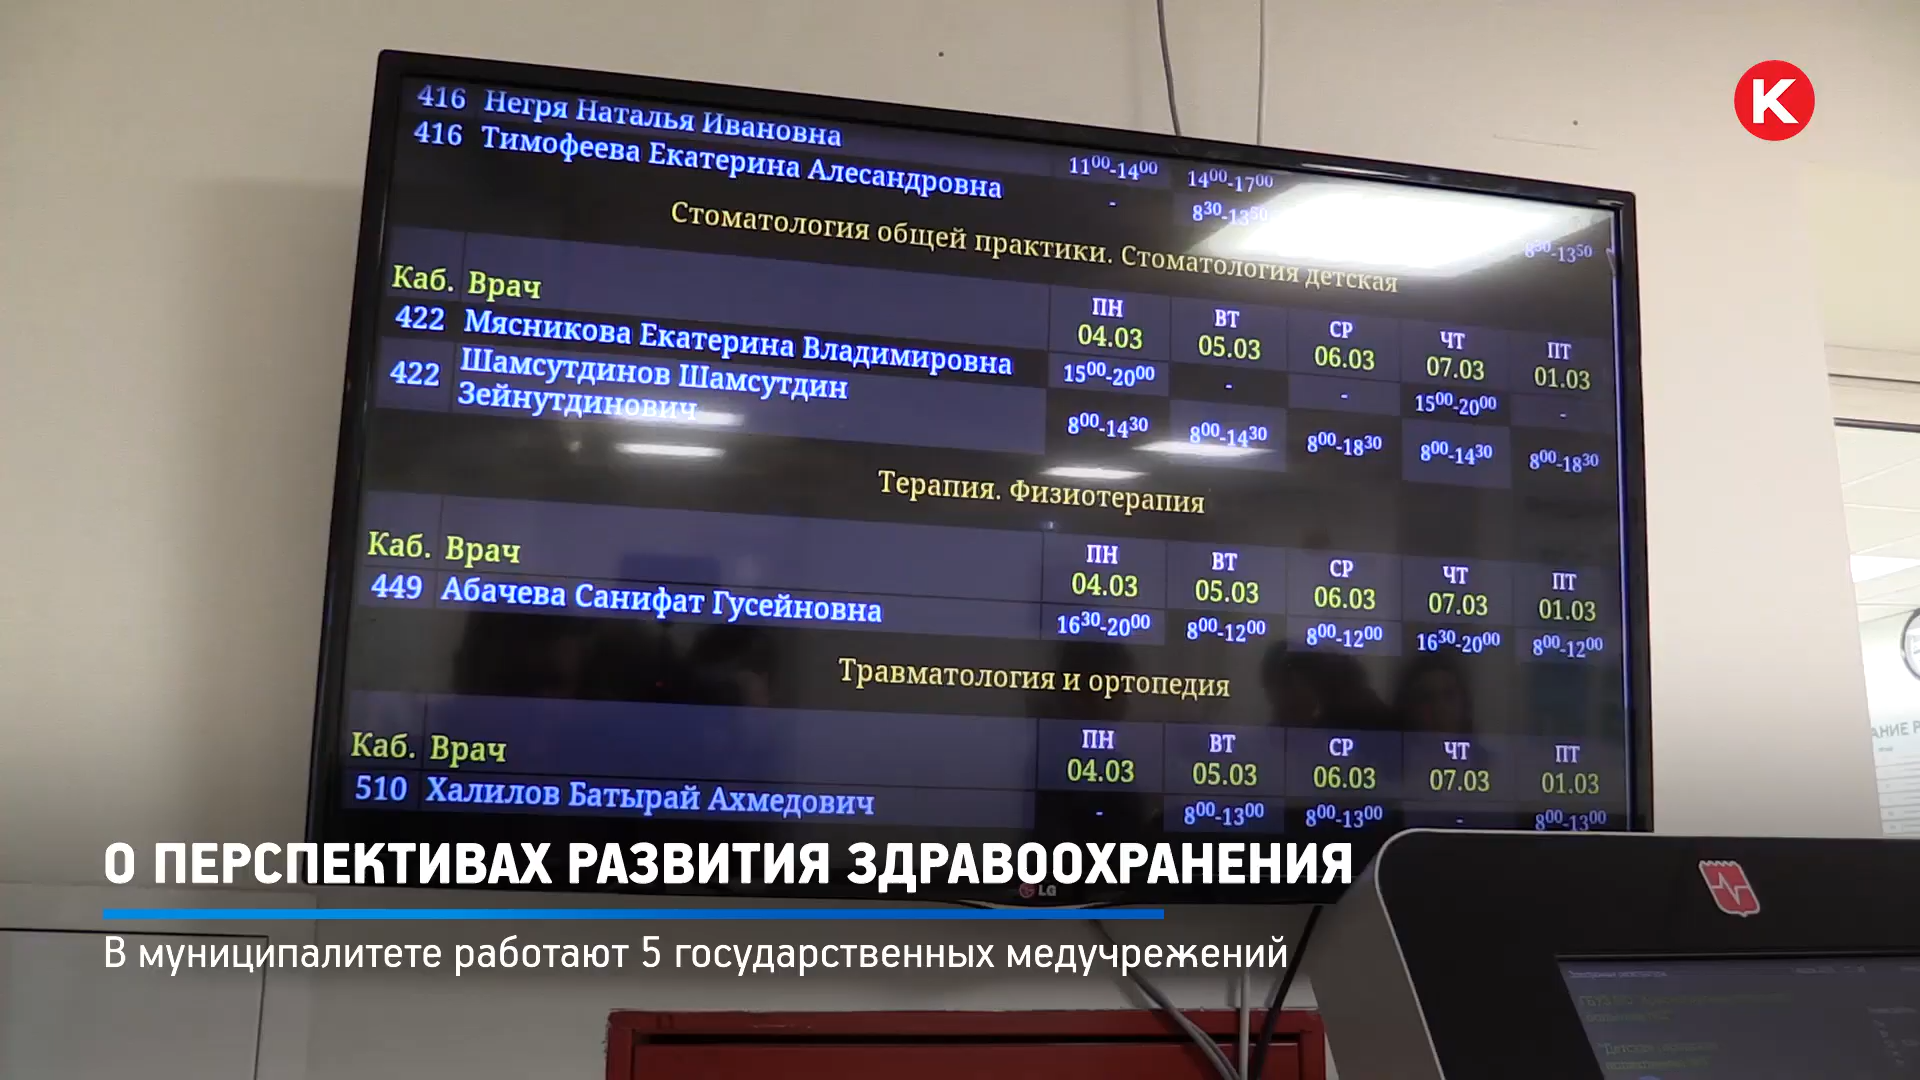 K
416 Негря Наталья Ивановна 11⁰⁰-14⁰⁰ 14⁰⁰-17⁰⁰
416 Тимофеева Екатерина Алесандровна - 8³⁰-13⁵⁰ 8³⁰-13⁵⁰
Стоматология общей практики. Стоматология детская
Каб. Врач ПН 04.03 ВТ 05.03 СР 06.03 ЧТ 07.03 ПТ 01.03
422 Мясникова Екатерина Владимировна 15⁰⁰-20⁰⁰ - - 15⁰⁰-20⁰⁰ -
422 Шамсутдинов Шамсутдин
Зейнутдинович 8⁰⁰-14³⁰ 8⁰⁰-14³⁰ 8⁰⁰-18³⁰ 8⁰⁰-14³⁰ 8⁰⁰-18³⁰
Терапия. Физиотерапия
Каб. Врач ПН 04.03 ВТ 05.03 СР 06.03 ЧТ 07.03 ПТ 01.03
449 Абачева Санифат Гусейновна 16³⁰-20⁰⁰ 8⁰⁰-12⁰⁰ 8⁰⁰-12⁰⁰ 16³⁰-20⁰⁰ 8⁰⁰-12⁰⁰
Травматология и ортопедия
Каб. Врач ПН 04.03 ВТ 05.03 СР 06.03 ЧТ 07.03 ПТ 01.03
510 Халилов Батырай Ахмедович - 8⁰⁰-13⁰⁰ 8⁰⁰-13⁰⁰ - 8⁰⁰-13⁰⁰
LG
О ПЕРСПЕКТИВАХ РАЗВИТИЯ ЗДРАВООХРАНЕНИЯ
В муниципалитете работают 5 государственных медучрежений